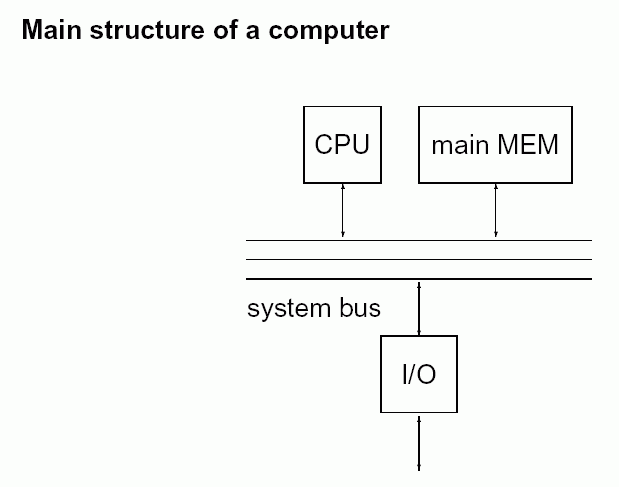 Main structure of a computer
CPU
main MEM
system bus
I/O